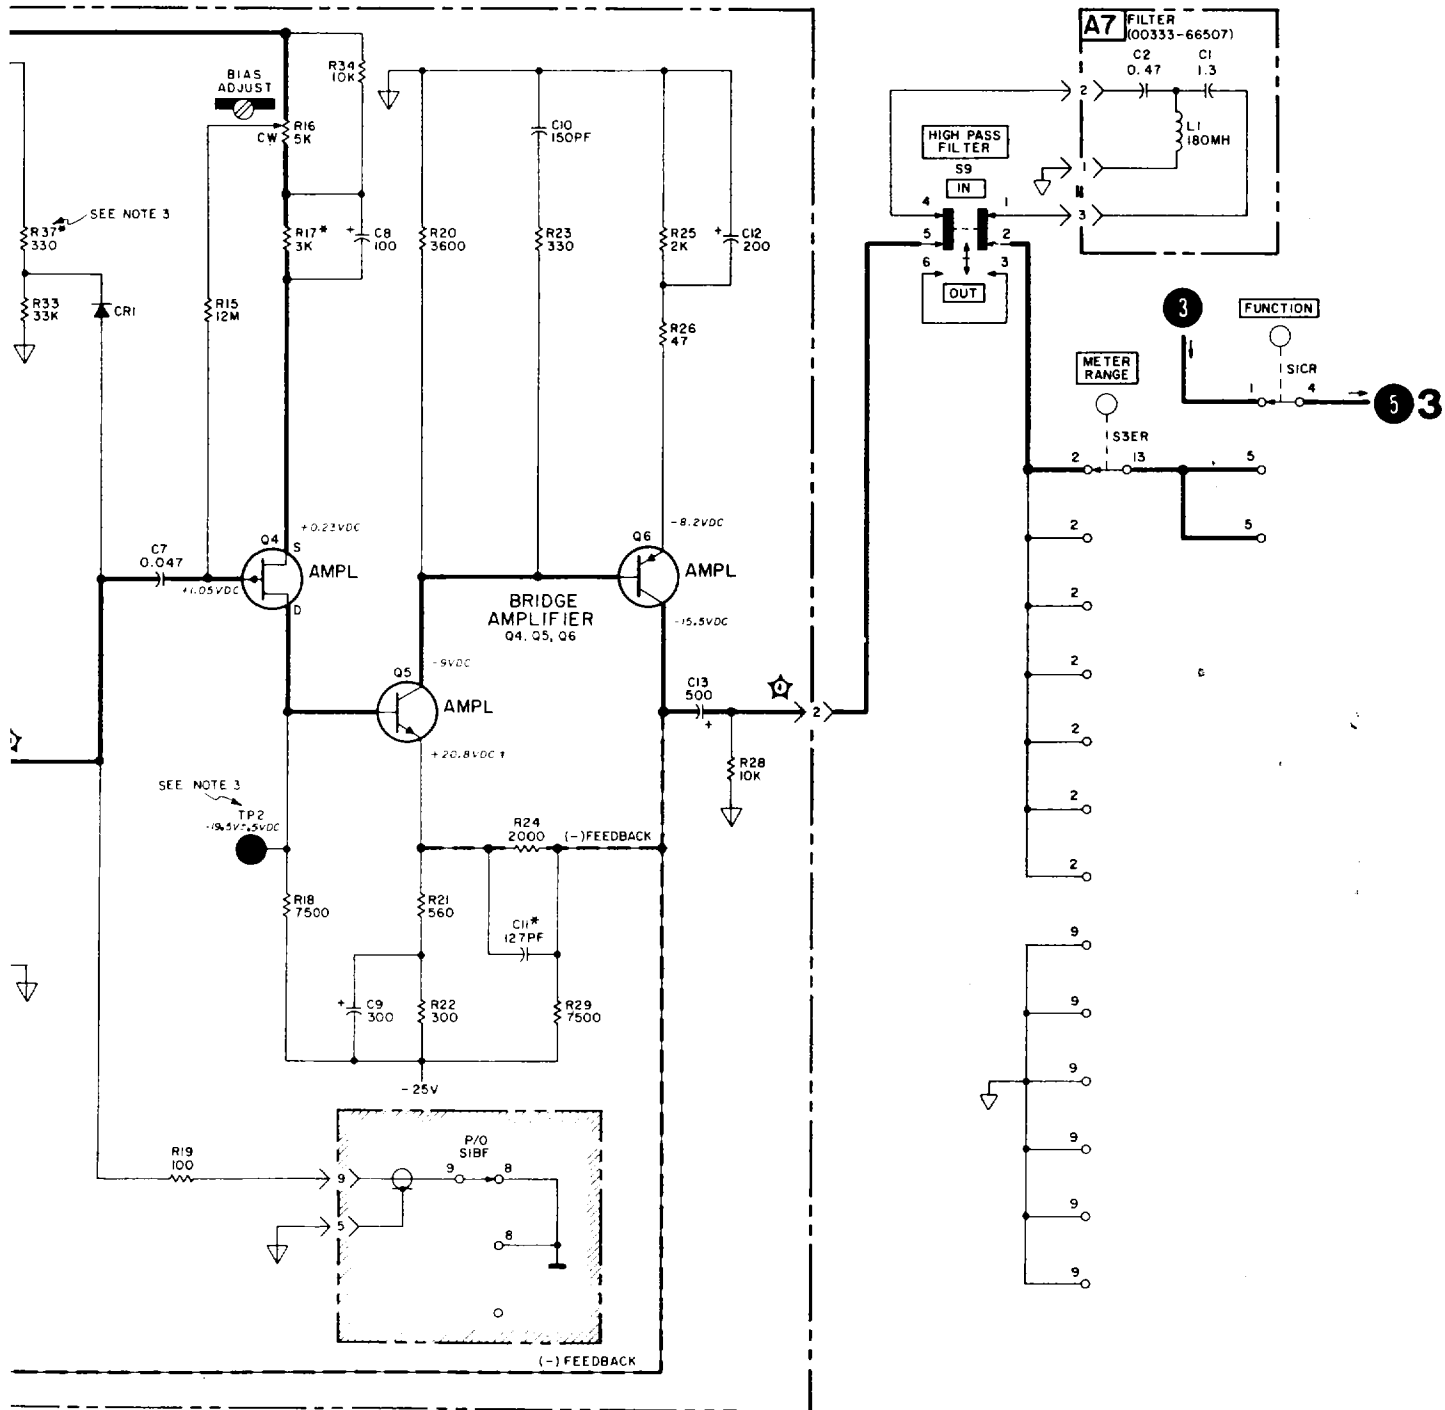 A7 FILTER
(00333-66507)
C2
0.47
C1
1.3
2
L1
180MH
1
3
R34
10K
BIAS
ADJUST
R16
5K
CW
C10
150PF
HIGH PASS
FILTER
S9
IN
4
1
5
2
6
3
OUT
SEE NOTE 3
R37*
330
R17*
3K
+
C8
100
R20
3600
R23
330
R25
2K
+
C12
200
R33
33K
CR1
R15
12M
R26
47
3
FUNCTION
S1CR
1
4
5 3
METER
RANGE
S3ER
2
13
5
5
+0.23VDC
-8.2VDC
C7
0.047
Q4
S
AMPL
D
+1.05VDC
Q6
AMPL
BRIDGE
AMPLIFIER
Q4, Q5, Q6
-15.5VDC
-9VDC
Q5
AMPL
C13
500
+
4
2
+20.8VDC
R28
10K
SEE NOTE 3
TP2
-19.5V±.5VDC
R24
2000
(-)FEEDBACK
R18
7500
R21
560
C11*
127PF
+
C9
300
R22
300
R29
7500
-25V
2
2
2
2
2
2
9
9
9
9
9
9
P/O
S1BF
R19
100
9
9
8
5
8
(-) FEEDBACK